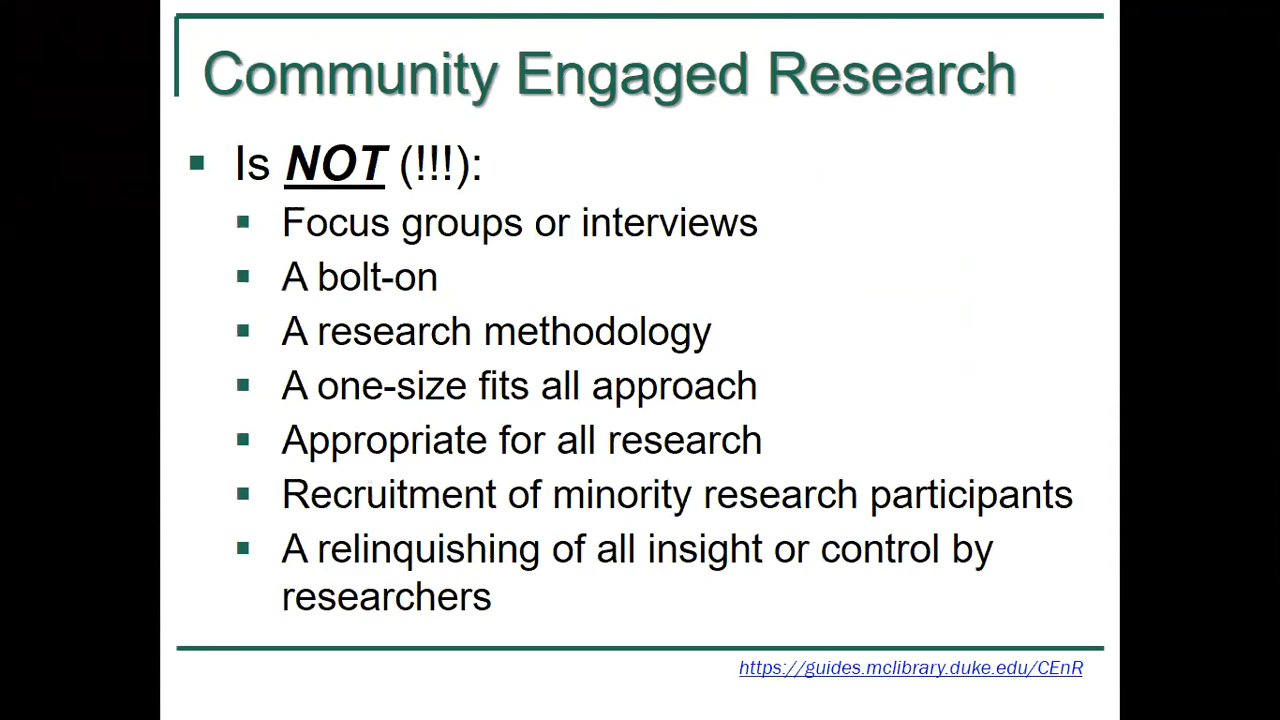 Community Engaged Research
Is NOT (!!!):
Focus groups or interviews
A bolt-on
A research methodology
A one-size fits all approach
Appropriate for all research
Recruitment of minority research participants
A relinquishing of all insight or control by
researchers
https://guides.mclibrary.duke.edu/CEnR